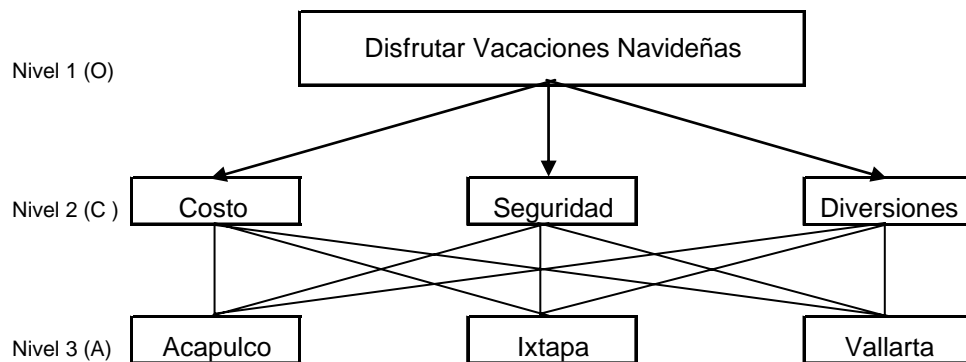 Disfrutar Vacaciones Navideñas
Nivel 1 (O)
Nivel 2 (C ) Costo Seguridad Diversiones
Nivel 3 (A) Acapulco Ixtapa Vallarta